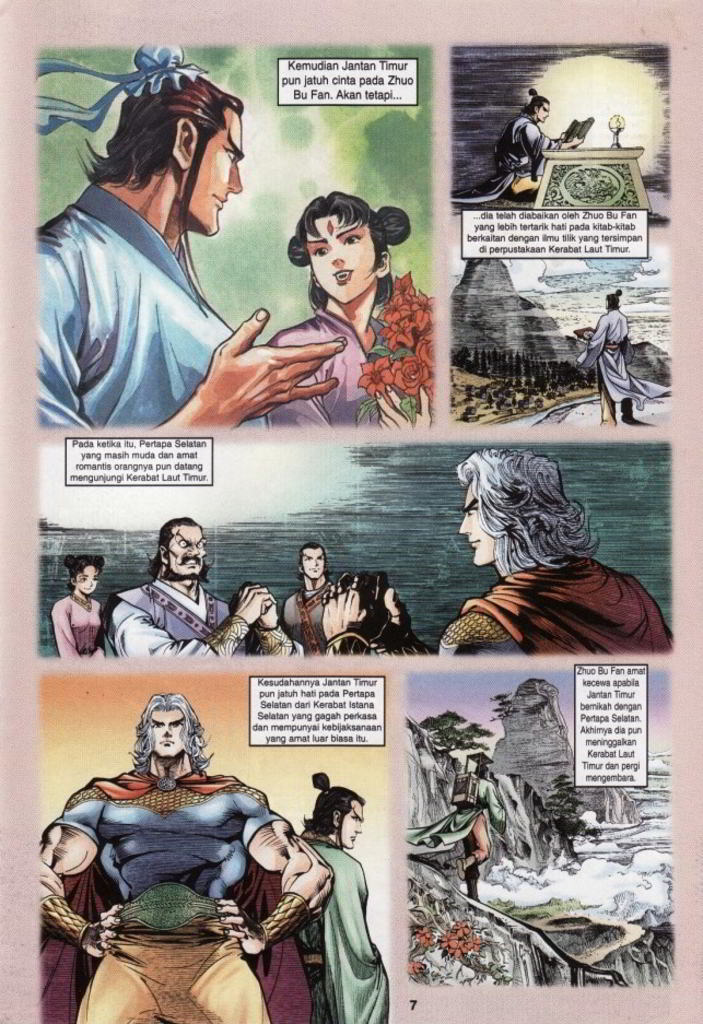 Kemudian Jantan Timur
pun jatuh cinta pada Zhuo
Bu Fan. Akan tetapi...
...dia telah diabaikan oleh Zhuo Bu Fan
yang lebih tertarik hati pada kitab-kitab
berkaitan dengan ilmu tilik yang tersimpan
di perpustakaan Kerabat Laut Timur.
Pada ketika itu, Pertapa Selatan
yang masih muda dan amat
romantis orangnya pun datang
mengunjungi Kerabat Laut Timur.
Kesudahannya Jantan Timur
pun jatuh hati pada Pertapa
Selatan dari Kerabat Istana
Selatan yang gagah perkasa
dan mempunyai kebijaksanaan
yang amat luar biasa itu.
Zhuo Bu Fan amat
kecewa apabila
Jantan Timur
bernikah dengan
Pertapa Selatan.
Akhirnya dia pun
meninggalkan
Kerabat Laut
Timur dan pergi
mengembara.
7